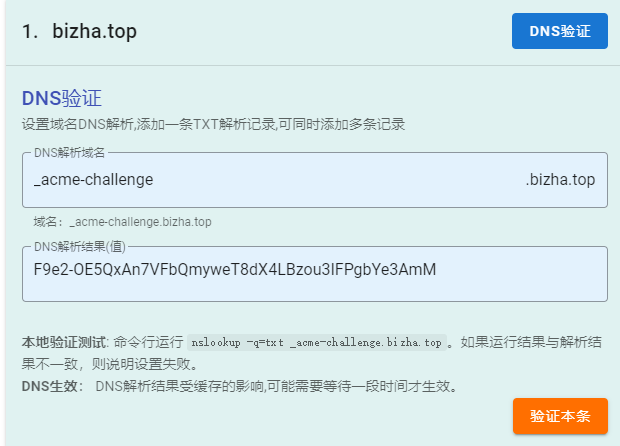 1. bizha.top
DNS验证
DNS验证
设置域名DNS解析,添加一条TXT解析记录,可同时添加多条记录
DNS解析域名
_acme-challenge .bizha.top
域名：_acme-challenge.bizha.top
DNS解析结果(值)
F9e2-OE5QxAn7VFbQmyweT8dX4LBzou3IFPgbYe3AmM
本地验证测试: 命令行运行 nslookup -q=txt _acme-challenge.bizha.top 。如果运行结果与解析结
果不一致，则说明设置失败。
DNS生效： DNS解析结果受缓存的影响,可能需要等待一段时间才生效。
验证本条